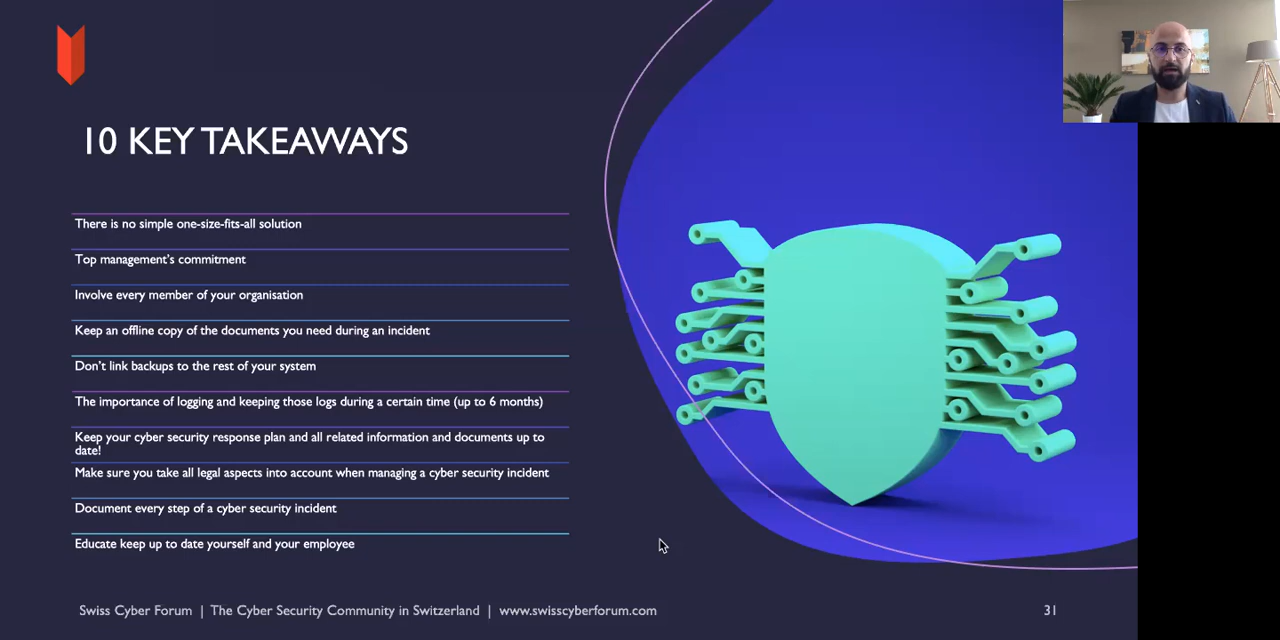 10 KEY TAKEAWAYS
There is no simple one-size-fits-all solution
Top management's commitment
Involve every member of your organisation
Keep an offline copy of the documents you need during an incident
Don't link backups to the rest of your system
The importance of logging and keeping those logs during a certain time (up to 6 months)
Keep your cyber security response plan and all related information and documents up to
date!
Make sure you take all legal aspects into account when managing a cyber security incident
Document every step of a cyber security incident
Educate keep up to date yourself and your employee
Swiss Cyber Forum | The Cyber Security Community in Switzerland | www.swisscyberforum.com
31